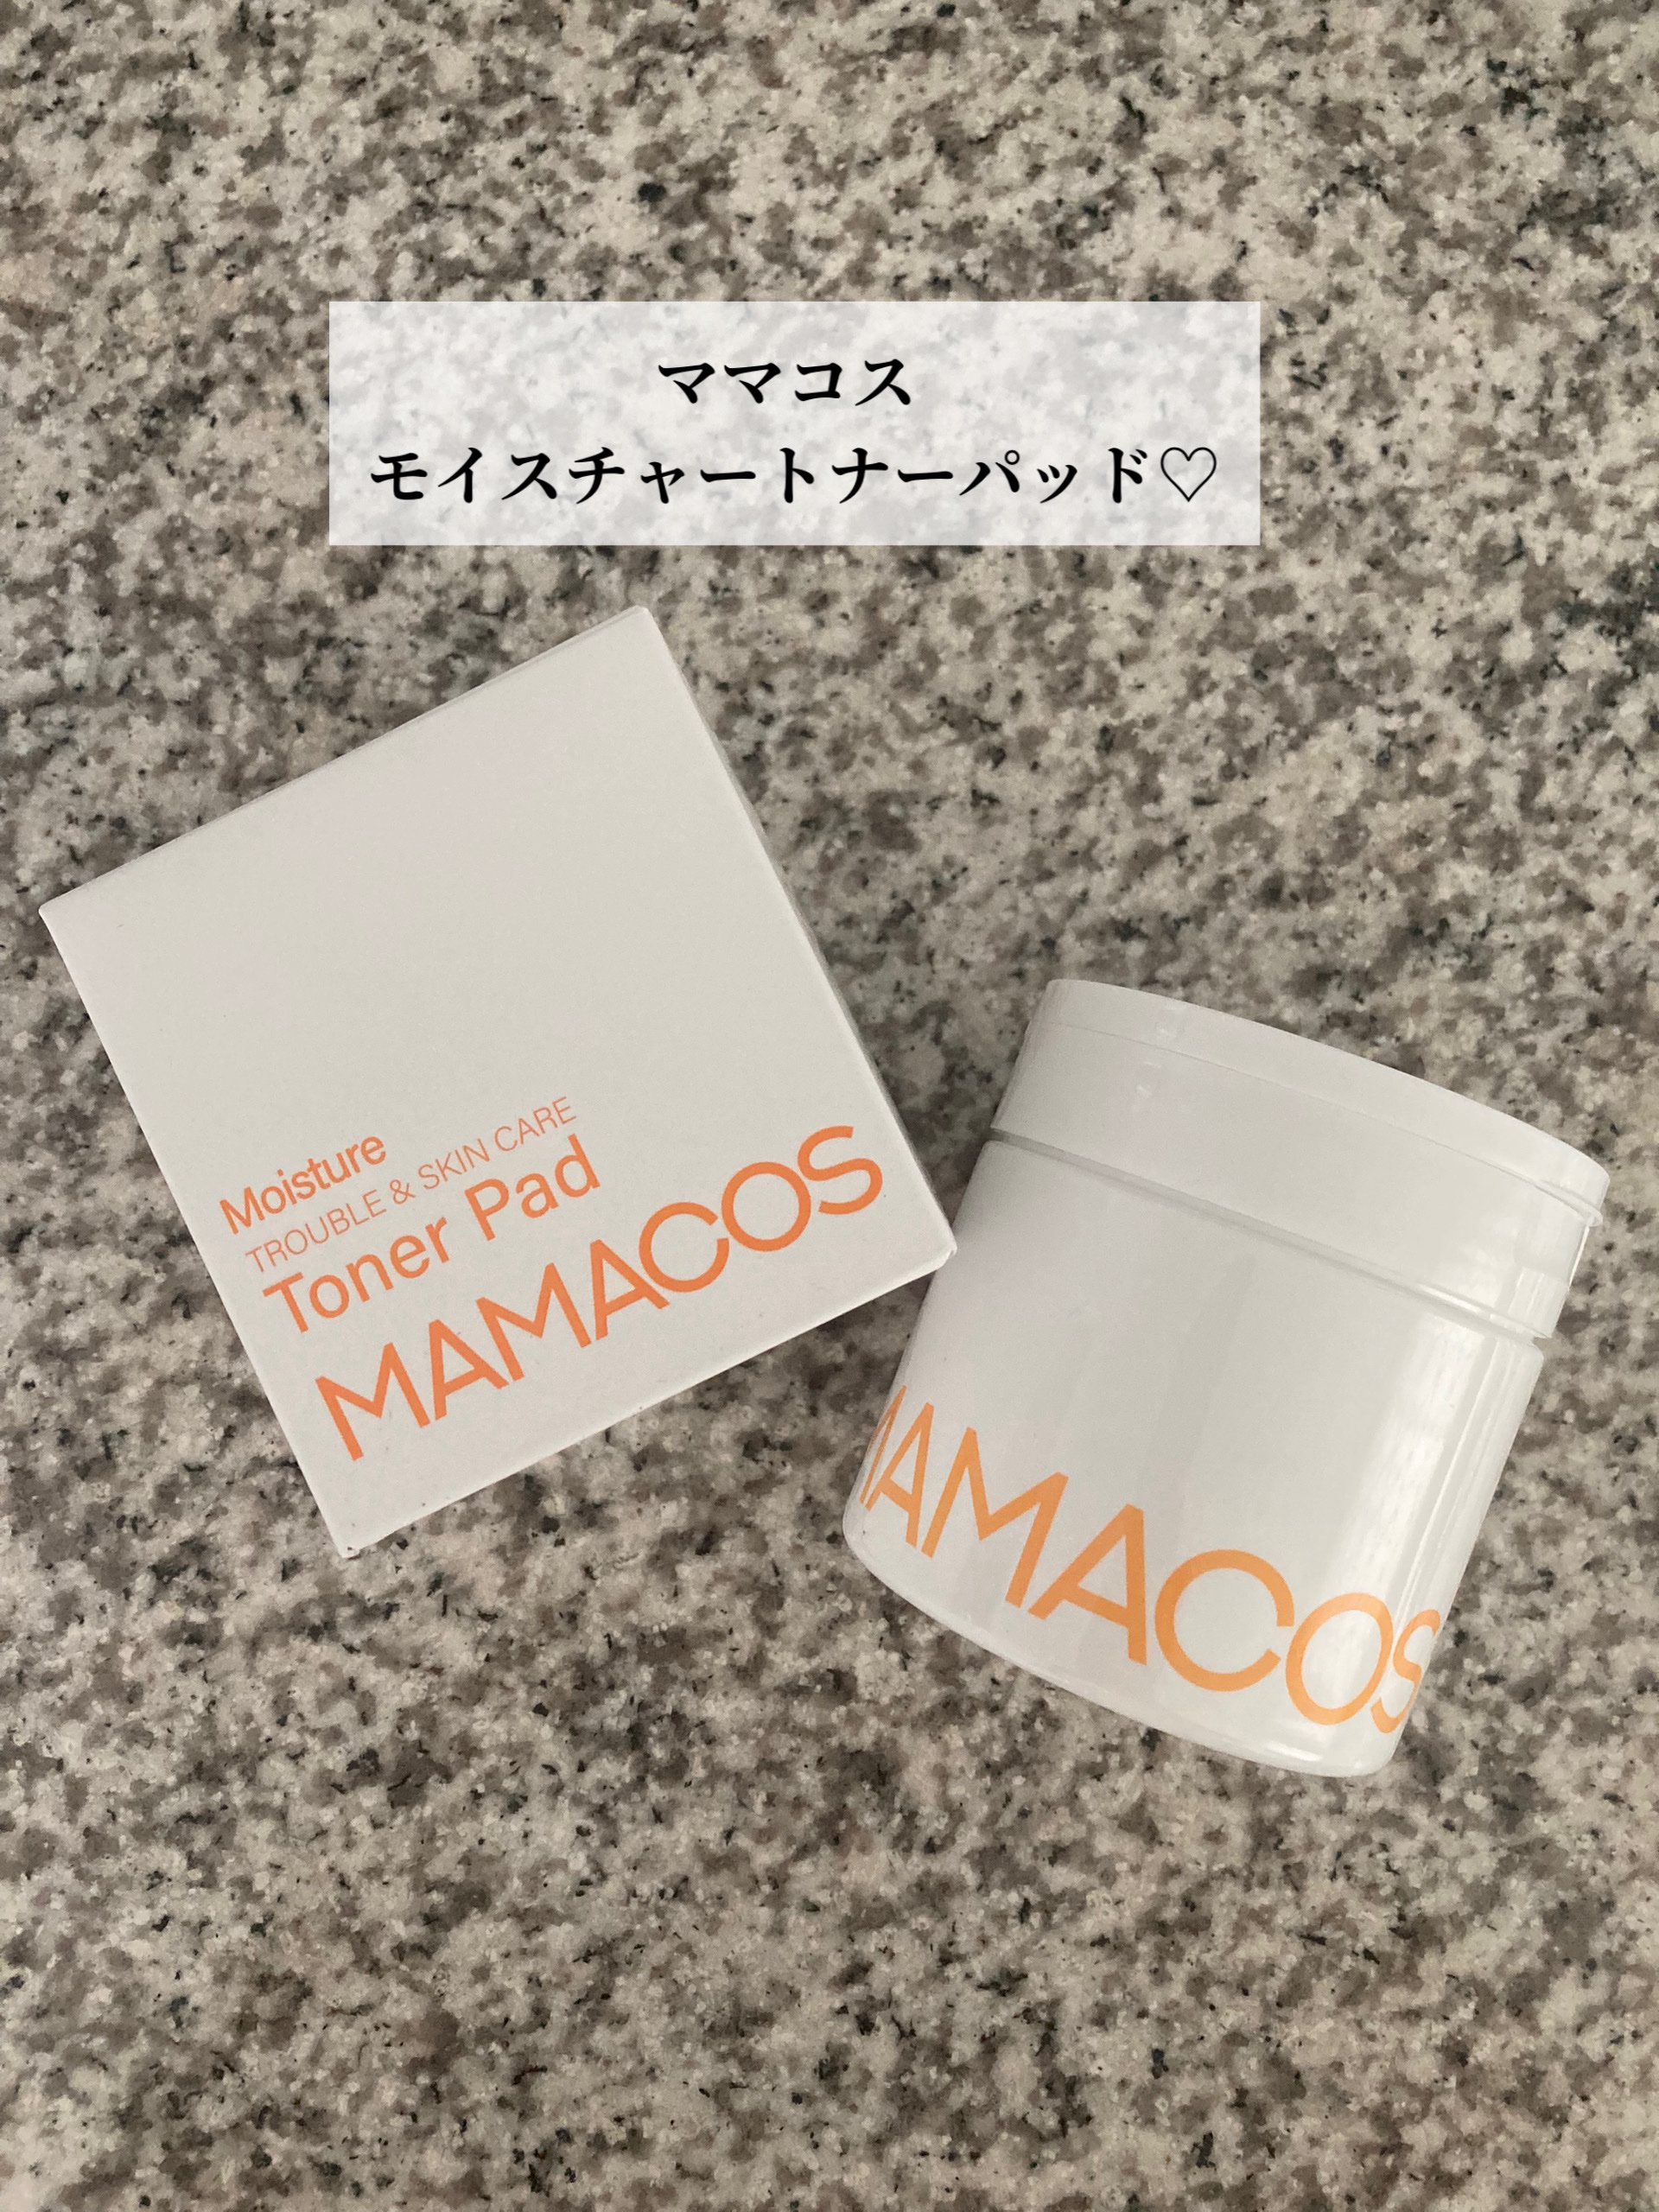 ママコス
モイスチャートナーパッド♡
Moisture
TROUBLE & SKIN CARE
Toner Pad
MAMACOS
MAMACOS